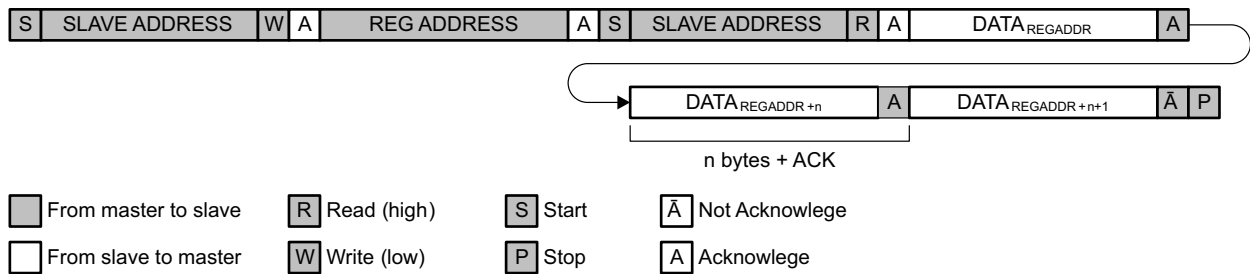 S SLAVE ADDRESS W A REG ADDRESS A S SLAVE ADDRESS R A DATA REGADDR A
DATA REGADDR +n A DATA REGADDR +n+1 Ā P
n bytes + ACK
From master to slave R Read (high) S Start Ā Not Acknowlege
From slave to master W Write (low) P Stop A Acknowlege